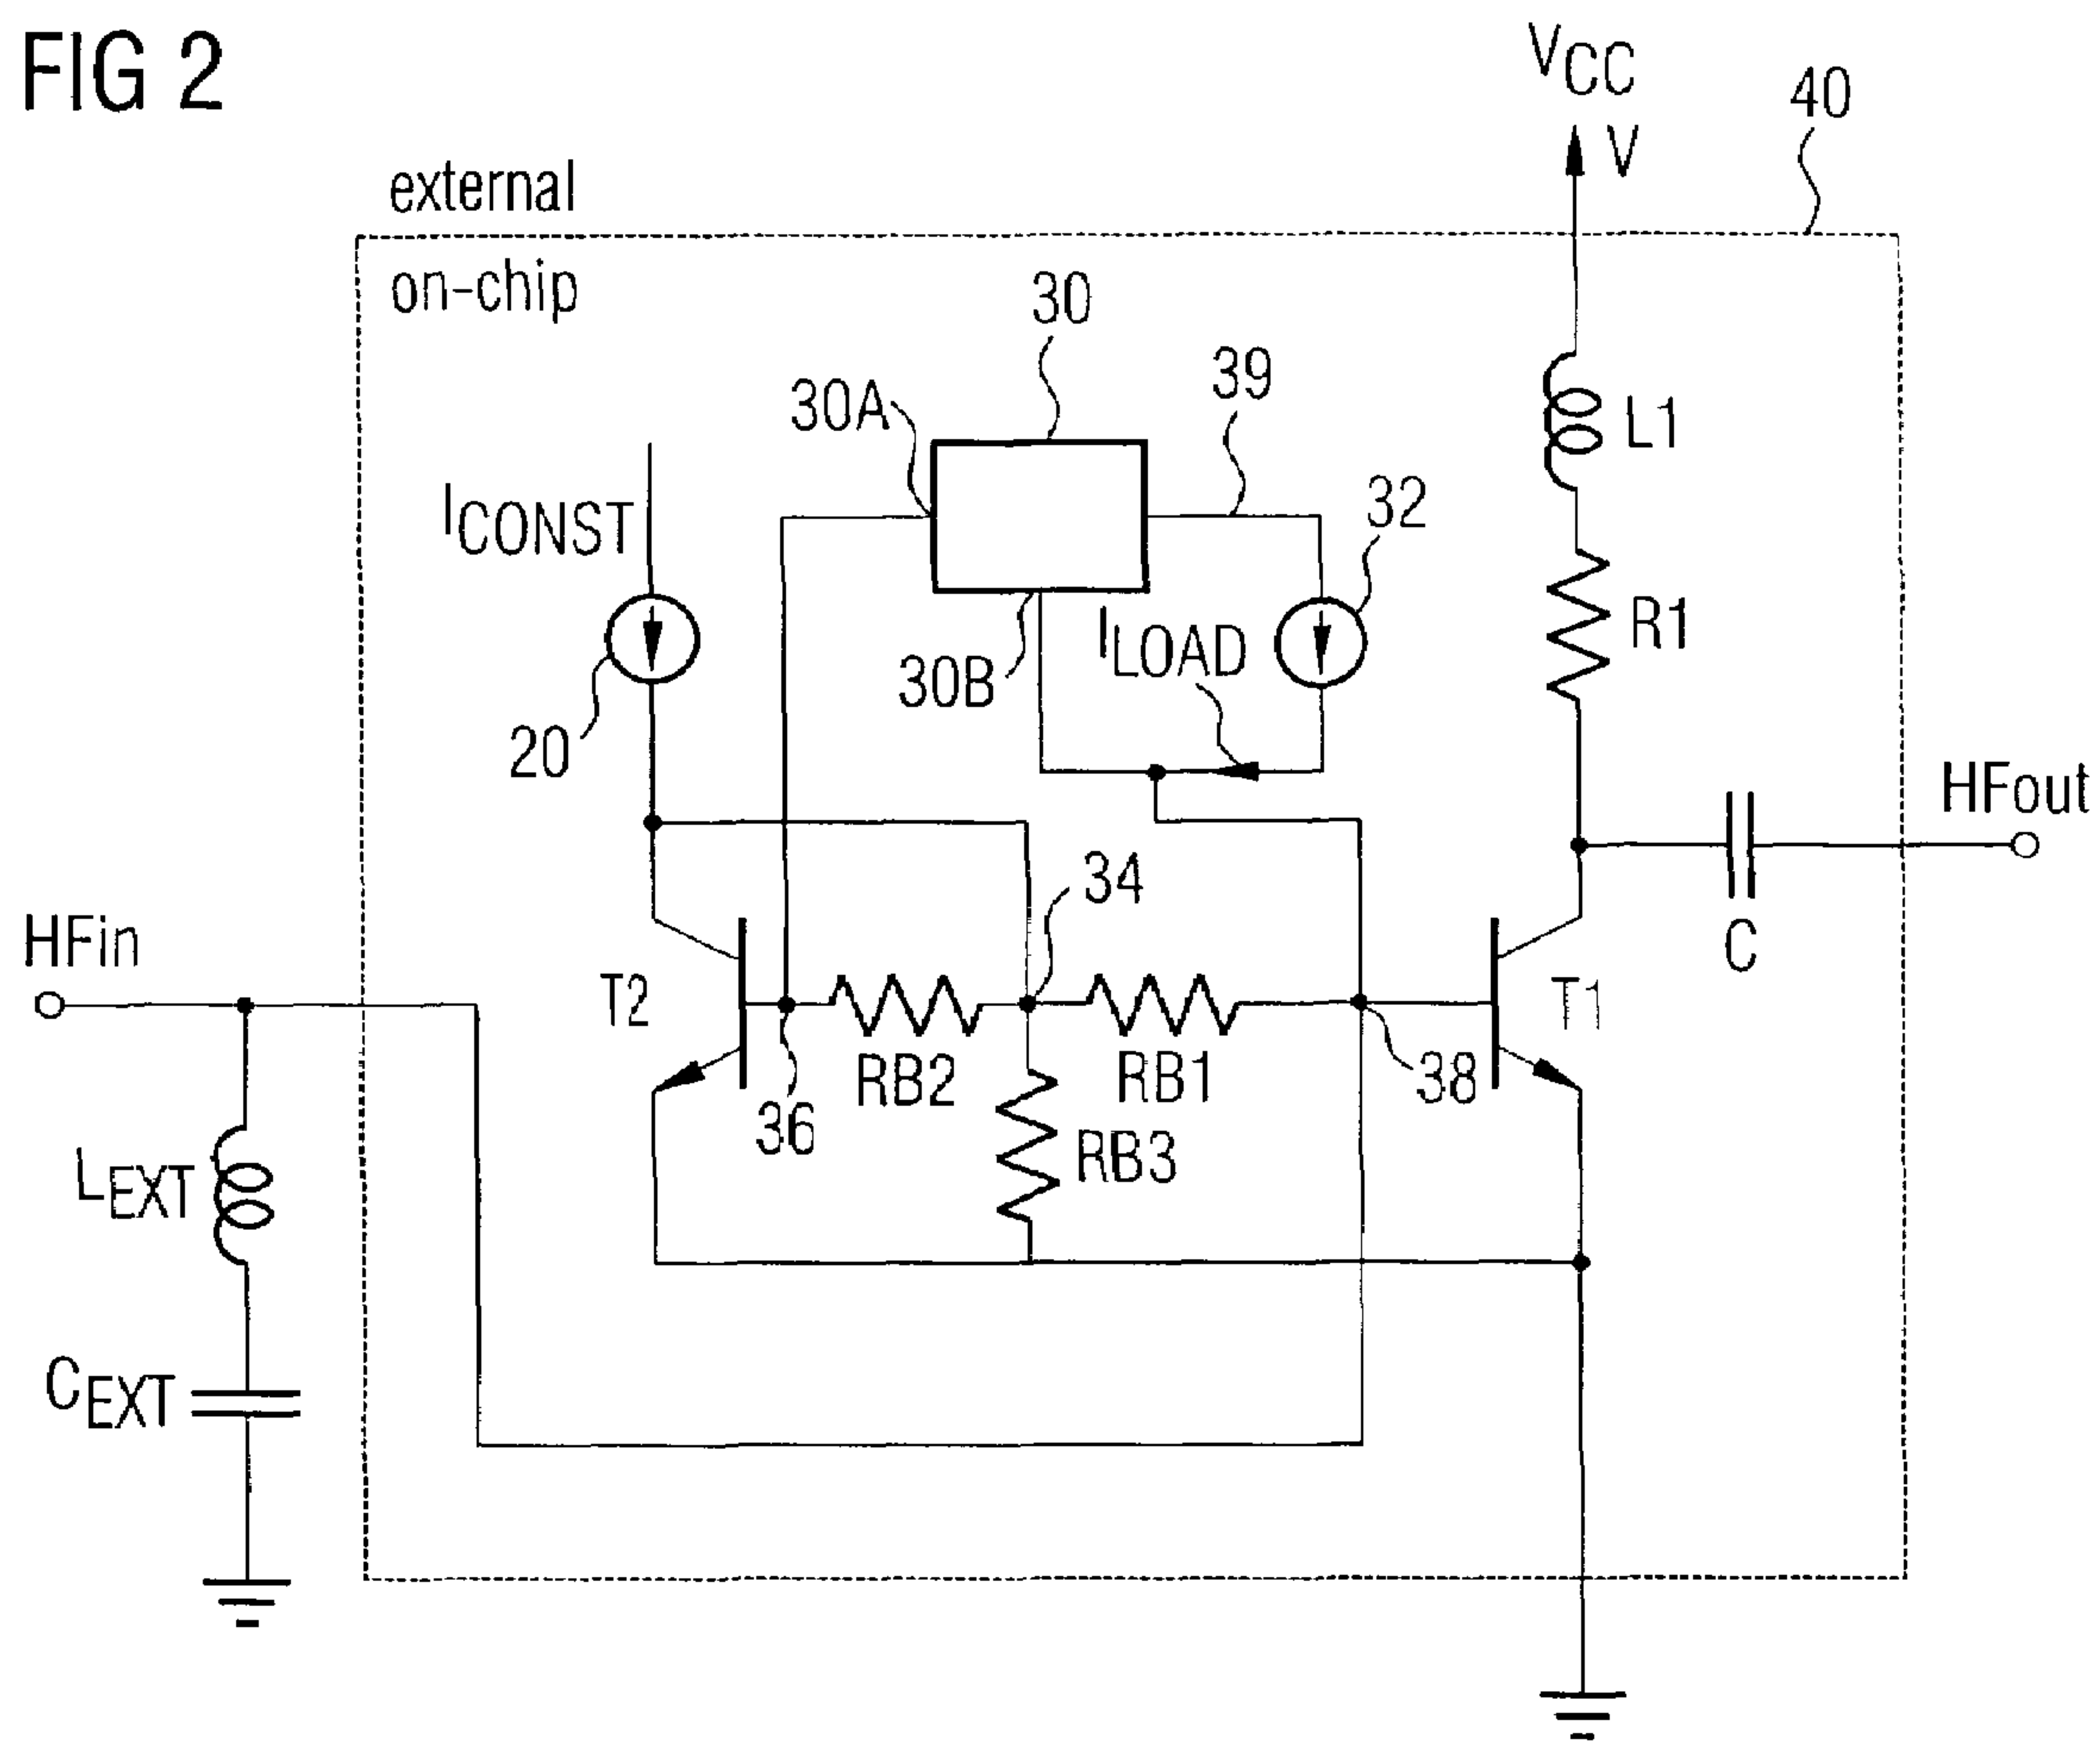 FIG 2
VCC
V
40
external
on-chip
30
39
30A
32
L1
ICONST
ILOAD
R1
30B
20
HFout
34
C
HFin
T2
T1
RB2
RB1
38
36
RB3
LEXT
CEXT